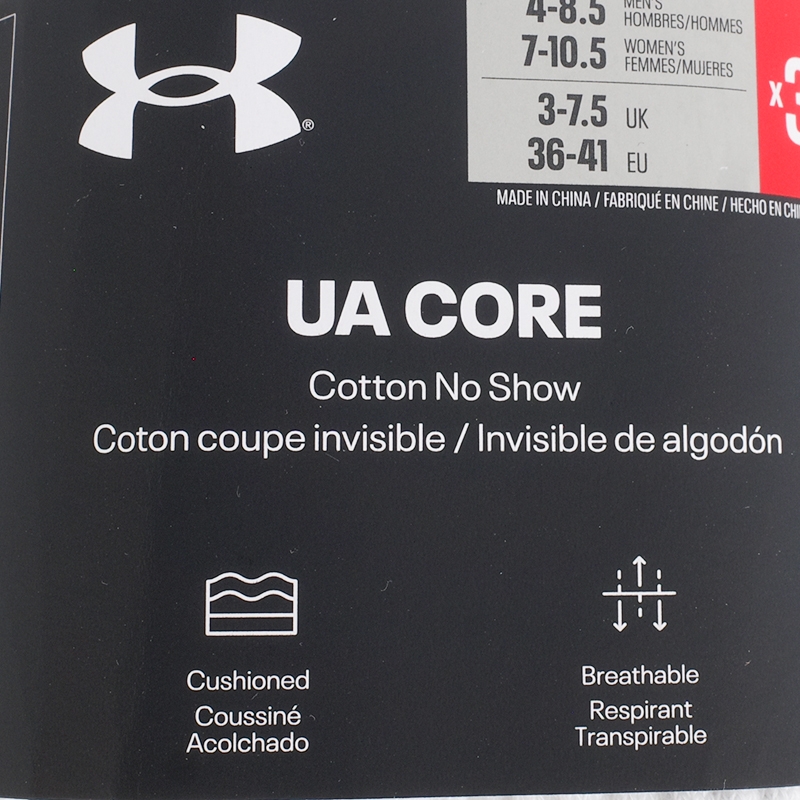 4-8.5 MEN'S
HOMBRES/HOMMES
7-10.5 WOMEN'S
FEMMES/MUJERES
3-7.5 UK
36-41 EU
x3
MADE IN CHINA / FABRIQUÉ EN CHINE / HECHO EN
®
UA CORE
Cotton No Show
Coton coupe invisible / Invisible de algodón
Cushioned
Coussiné
Acolchado
Breathable
Respirant
Transpirable